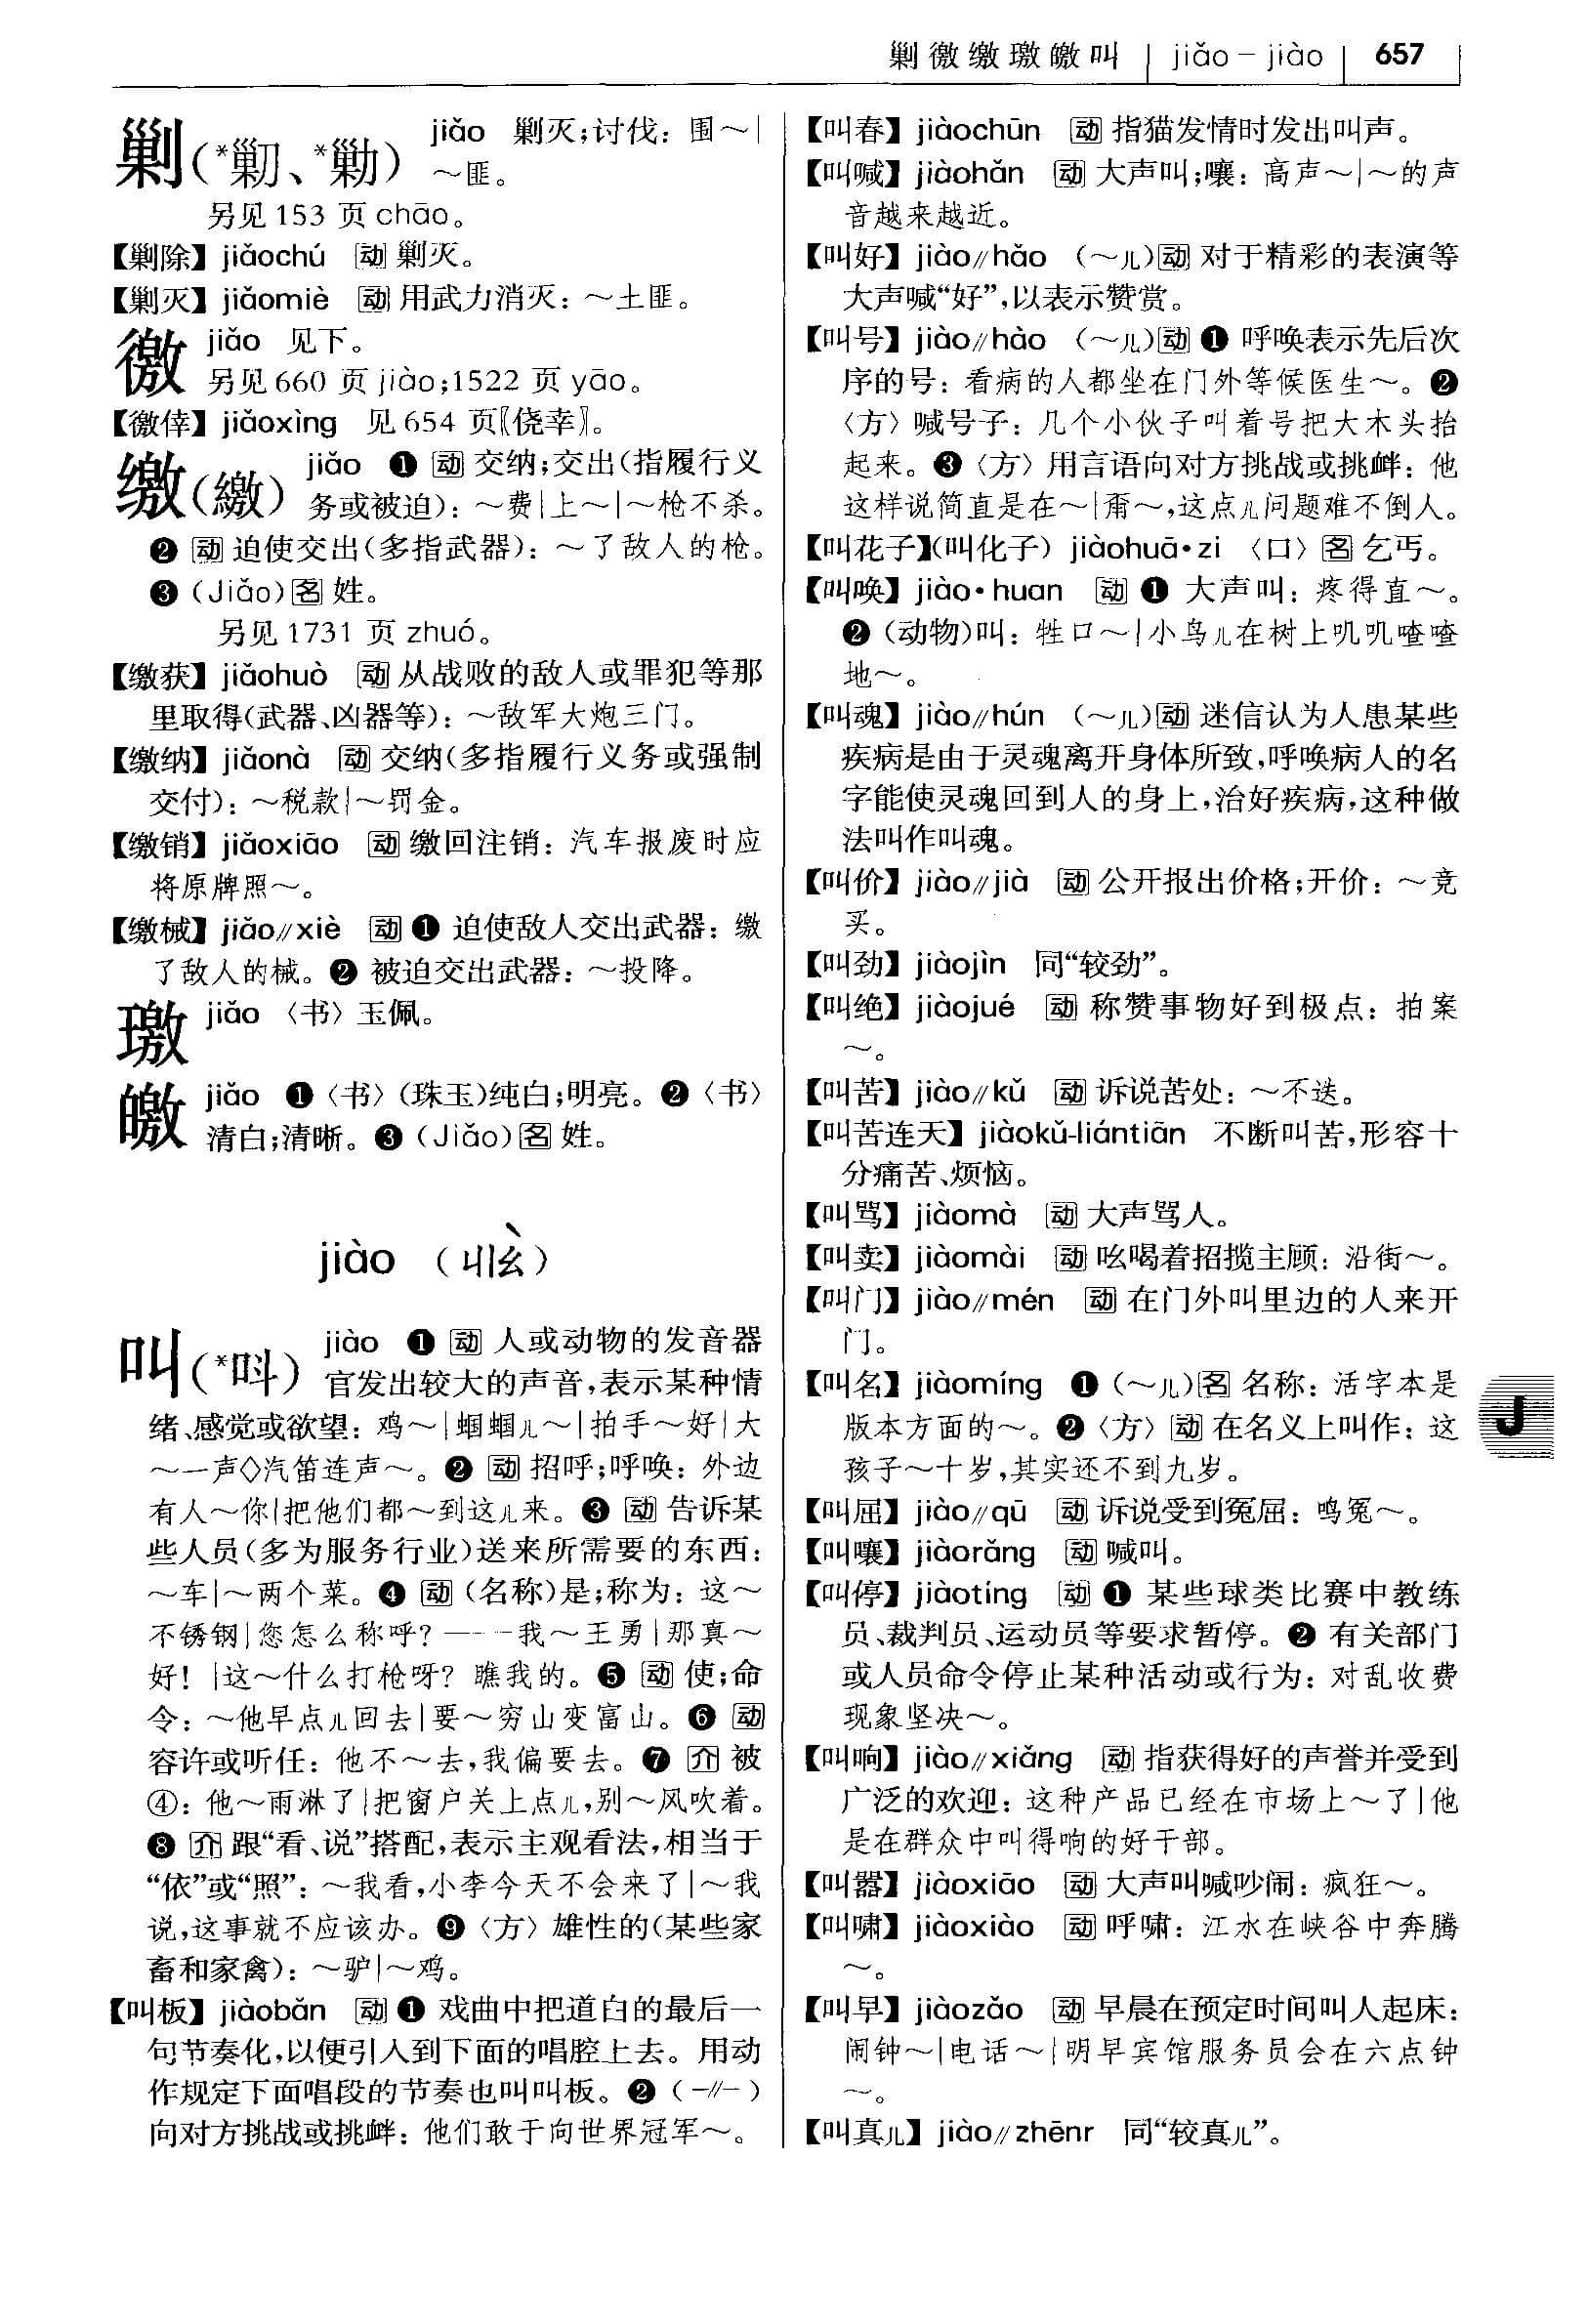 剿徼缴璬皦叫 | jiǎo－jiào | 657
剿(*剿、*勦) jiǎo 剿灭;讨伐：围～|
～匪。
另见153 页 chāo。
【剿除】jiǎochú 动 剿灭。
【剿灭】jiǎomiè 动 用武力消灭：～土匪。
徼 jiǎo 见下。
另见660 页 jiào;1522 页 yāo。
【徼倖】jiǎoxìng 见654 页〖侥幸〗。
缴(繳) jiǎo ❶ 动 交纳;交出(指履行义
务或被迫)：～费|上～|～枪不杀。
❷ 动 迫使交出(多指武器)：～了敌人的枪。
❸ (Jiǎo) 名 姓。
另见1731 页 zhuó。
【缴获】jiǎohuò 动 从战败的敌人或罪犯等那
里取得(武器、凶器等)：～敌军大炮三门。
【缴纳】jiǎonà 动 交纳(多指履行义务或强制
交付)：～税款|～罚金。
【缴销】jiǎoxiāo 动 缴回注销：汽车报废时应
将原牌照～。
【缴械】jiǎo∥xiè 动 ❶ 迫使敌人交出武器：缴
了敌人的械。❷ 被迫交出武器：～投降。
璬 jiǎo 〈书〉玉佩。
皦 jiǎo ❶〈书〉(珠玉)纯白;明亮。❷〈书〉
清白;清晰。❸ (Jiǎo) 名 姓。
jiào (ㄐㄧㄠˋ)
叫(*呌) jiào ❶ 动 人或动物的发音器
官发出较大的声音,表示某种情
绪、感觉或欲望：鸡～|蝈蝈儿～|拍手～好|大
～一声◇汽笛连声～。❷ 动 招呼;呼唤：外边
有人～你|把他们都～到这儿来。❸ 动 告诉某
些人员(多为服务行业)送来所需要的东西：
～车|～两个菜。❹ 动 (名称)是;称为：这～
不锈钢|您怎么称呼？——我～王勇|那真～
好！|这～什么打枪呀？瞧我的。❺ 动 使;命
令：～他早点儿回去|要～穷山变富山。❻ 动
容许或听任：他不～去,我偏要去。❼ 介 被
④：他～雨淋了|把窗户关上点儿,别～风吹着。
❽ 介 跟“看、说”搭配,表示主观看法,相当于
“依”或“照”：～我看,小李今天不会来了|～我
说,这事就不应该办。❾〈方〉雄性的(某些家
畜和家禽)：～驴|～鸡。
【叫板】jiàobǎn 动 ❶ 戏曲中把道白的最后一
句节奏化,以便引入到下面的唱腔上去。用动
作规定下面唱段的节奏也叫叫板。❷ (-∥-)
向对方挑战或挑衅：他们敢于向世界冠军～。
【叫春】jiàochūn 动 指猫发情时发出叫声。
【叫喊】jiàohǎn 动 大声叫;嚷：高声～|～的声
音越来越近。
【叫好】jiào∥hǎo (～儿) 动 对于精彩的表演等
大声喊“好”,以表示赞赏。
【叫号】jiào∥hào (～儿) 动 ❶ 呼唤表示先后次
序的号：看病的人都坐在门外等候医生～。❷
〈方〉喊号子：几个小伙子叫着号把大木头抬
起来。❸〈方〉用言语向对方挑战或挑衅：他
这样说简直是在～|甭～,这点儿问题难不倒人。
【叫花子】(叫化子) jiàohuā·zi 〈口〉名 乞丐。
【叫唤】jiào·huan 动 ❶ 大声叫：疼得直～。
❷ (动物)叫：牲口～|小鸟儿在树上叽叽喳喳
地～。
【叫魂】jiào∥hún (～儿) 动 迷信认为人患某些
疾病是由于灵魂离开身体所致,呼唤病人的名
字能使灵魂回到人的身上,治好疾病,这种做
法叫作叫魂。
【叫价】jiào∥jià 动 公开报出价格;开价：～竞
买。
【叫劲】jiàojìn 同“较劲”。
【叫绝】jiàojué 动 称赞事物好到极点：拍案
～。
【叫苦】jiào∥kǔ 动 诉说苦处：～不迭。
【叫苦连天】jiàokǔ-liántiān 不断叫苦,形容十
分痛苦、烦恼。
【叫骂】jiàomà 动 大声骂人。
【叫卖】jiàomài 动 吆喝着招揽主顾：沿街～。
【叫门】jiào∥mén 动 在门外叫里边的人来开
门。
【叫名】jiàomíng ❶ (～儿) 名 名称：活字本是
版本方面的～。❷〈方〉动 在名义上叫作：这
孩子～十岁,其实还不到九岁。
【叫屈】jiào∥qū 动 诉说受到冤屈：鸣冤～。
【叫嚷】jiàorǎng 动 喊叫。
【叫停】jiàotíng 动 ❶ 某些球类比赛中教练
员、裁判员、运动员等要求暂停。❷ 有关部门
或人员命令停止某种活动或行为：对乱收费
现象坚决～。
【叫响】jiào∥xiǎng 动 指获得好的声誉并受到
广泛的欢迎：这种产品已经在市场上～了|他
是在群众中叫得响的好干部。
【叫嚣】jiàoxiāo 动 大声叫喊吵闹：疯狂～。
【叫啸】jiàoxiào 动 呼啸：江水在峡谷中奔腾
～。
【叫早】jiàozǎo 动 早晨在预定时间叫人起床：
闹钟～|电话～|明早宾馆服务员会在六点钟
～。
【叫真儿】jiào∥zhēnr 同“较真儿”。
J